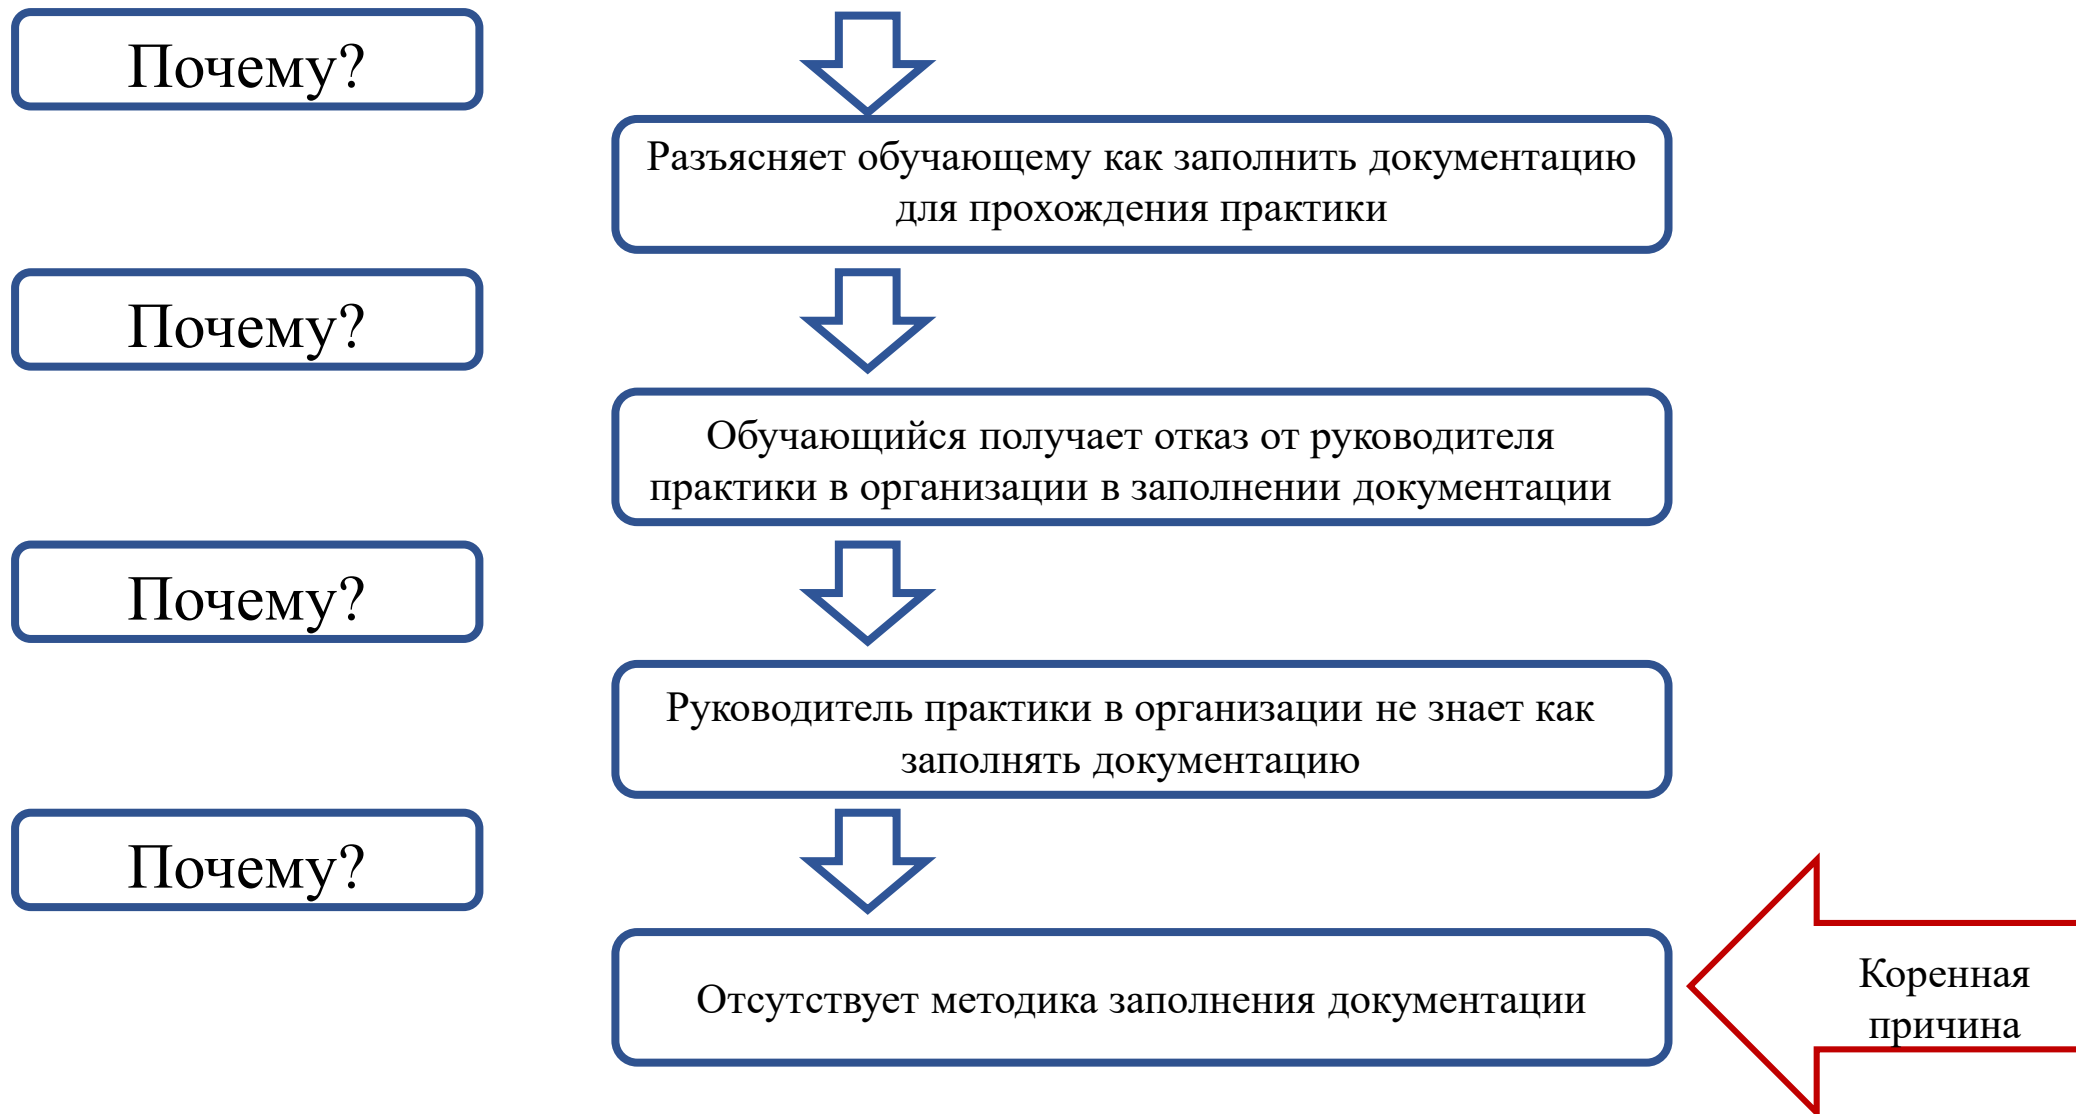 Почему?
Разъясняет обучающему как заполнить документацию
для прохождения практики
Почему?
Обучающийся получает отказ от руководителя
практики в организации в заполнении документации
Почему?
Руководитель практики в организации не знает как
заполнять документацию
Почему?
Отсутствует методика заполнения документации
Коренная
причина